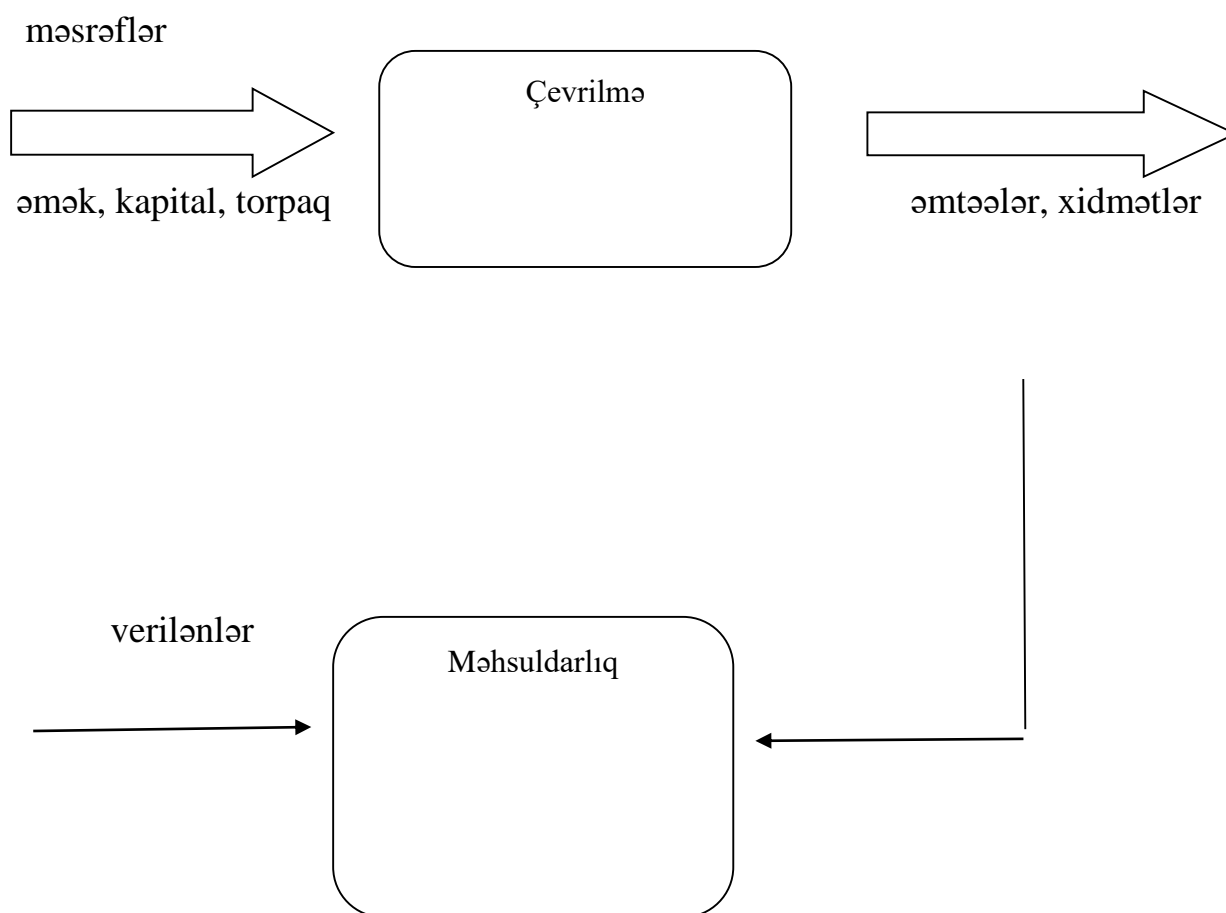 məsrəflər
Çevrilmə
əmək, kapital, torpaq
əmtəələr, xidmətlər
verilənlər
Məhsuldarlıq